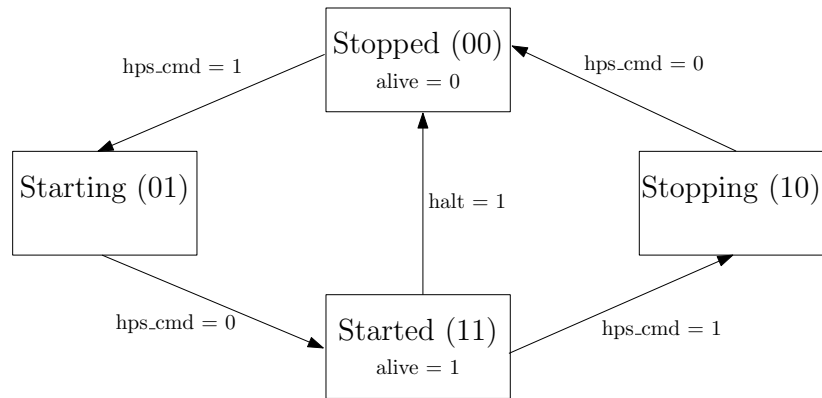 Stopped (00)
alive = 0
hps_cmd = 1
hps_cmd = 0
Starting (01)
halt = 1
Stopping (10)
hps_cmd = 0
Started (11)
alive = 1
hps_cmd = 1